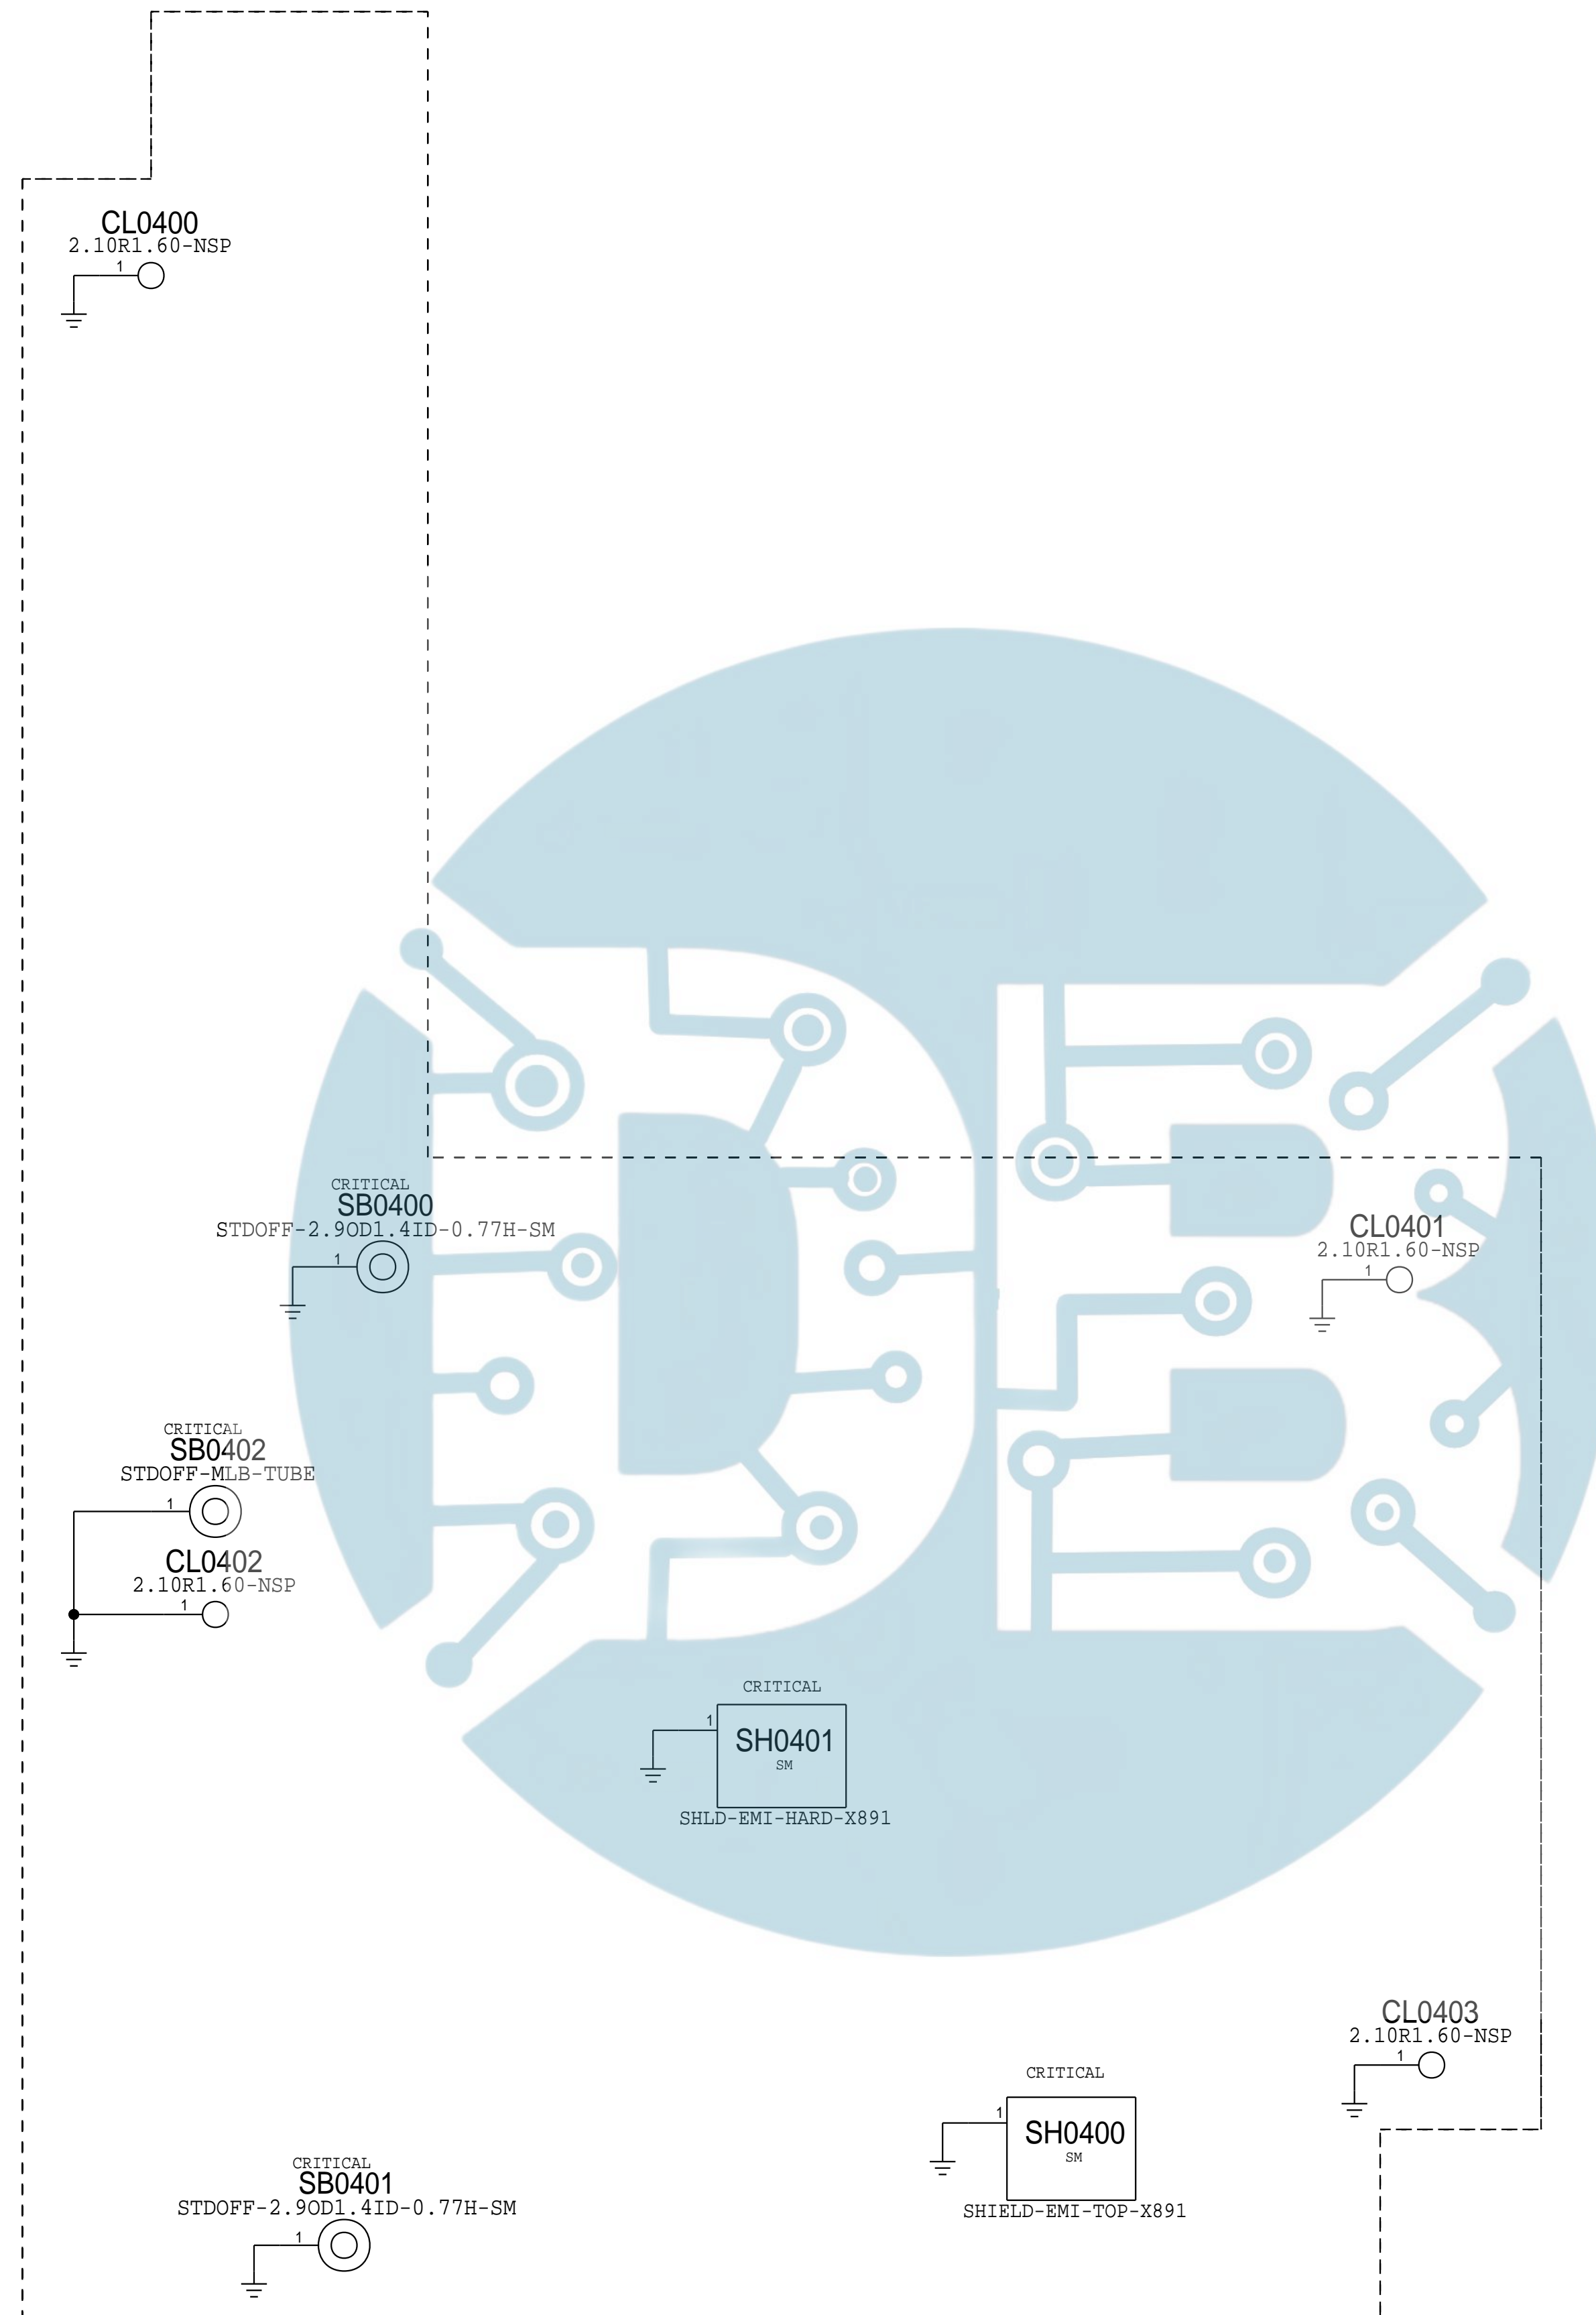 CL0400
2.10R1.60-NSP
1
CRITICAL
SB0400
STDOFF-2.9OD1.4ID-0.77H-SM
1
CL0401
2.10R1.60-NSP
1
CRITICAL
SB0402
STDOFF-MLB-TUBE
1
CL0402
2.10R1.60-NSP
1
CRITICAL
1
SH0401
SM
SHLD-EMI-HARD-X891
CL0403
2.10R1.60-NSP
1
CRITICAL
1
SH0400
SM
SHIELD-EMI-TOP-X891
CRITICAL
SB0401
STDOFF-2.9OD1.4ID-0.77H-SM
1